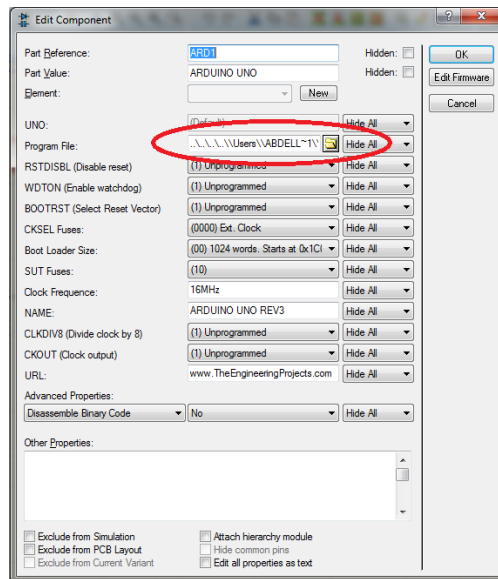 Edit Component
Part Reference: ARD1 Hidden:
Part Value: ARDUINO UNO Hidden:
Element: New
UNO: (Default) Hide All
Program File: ..\..\..\..\\Users\\ABDELL~1\' Hide All
RSTDISBL (Disable reset) (1) Unprogrammed Hide All
WDTON (Enable watchdog) (1) Unprogrammed Hide All
BOOTRST (Select Reset Vector) (1) Unprogrammed Hide All
CKSEL Fuses: (0000) Ext. Clock Hide All
Boot Loader Size: (00) 1024 words. Starts at 0x1C( Hide All
SUT Fuses: (10) Hide All
Clock Frequence: 16MHz Hide All
NAME: ARDUINO UNO REV3 Hide All
CLKDIV8 (Divide clock by 8) (1) Unprogrammed Hide All
CKOUT (Clock output) (1) Unprogrammed Hide All
URL: www.TheEngineeringProjects.com Hide All
Advanced Properties:
Disassemble Binary Code No Hide All
Other Properties:
Exclude from Simulation Attach hierarchy module
Exclude from PCB Layout Hide common pins
Exclude from Current Variant Edit all properties as text
OK
Edit Firmware
Cancel